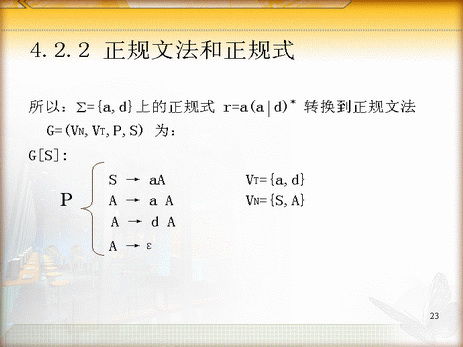 4.2.2 正规文法和正规式
所以: Σ={a,d}上的正规式 r=a(a|d)* 转换到正规文法
G=(VN,VT,P,S) 为:
G[S]:
S → aA VT={a,d}
P A → a A VN={S,A}
A → d A
A → ε
23